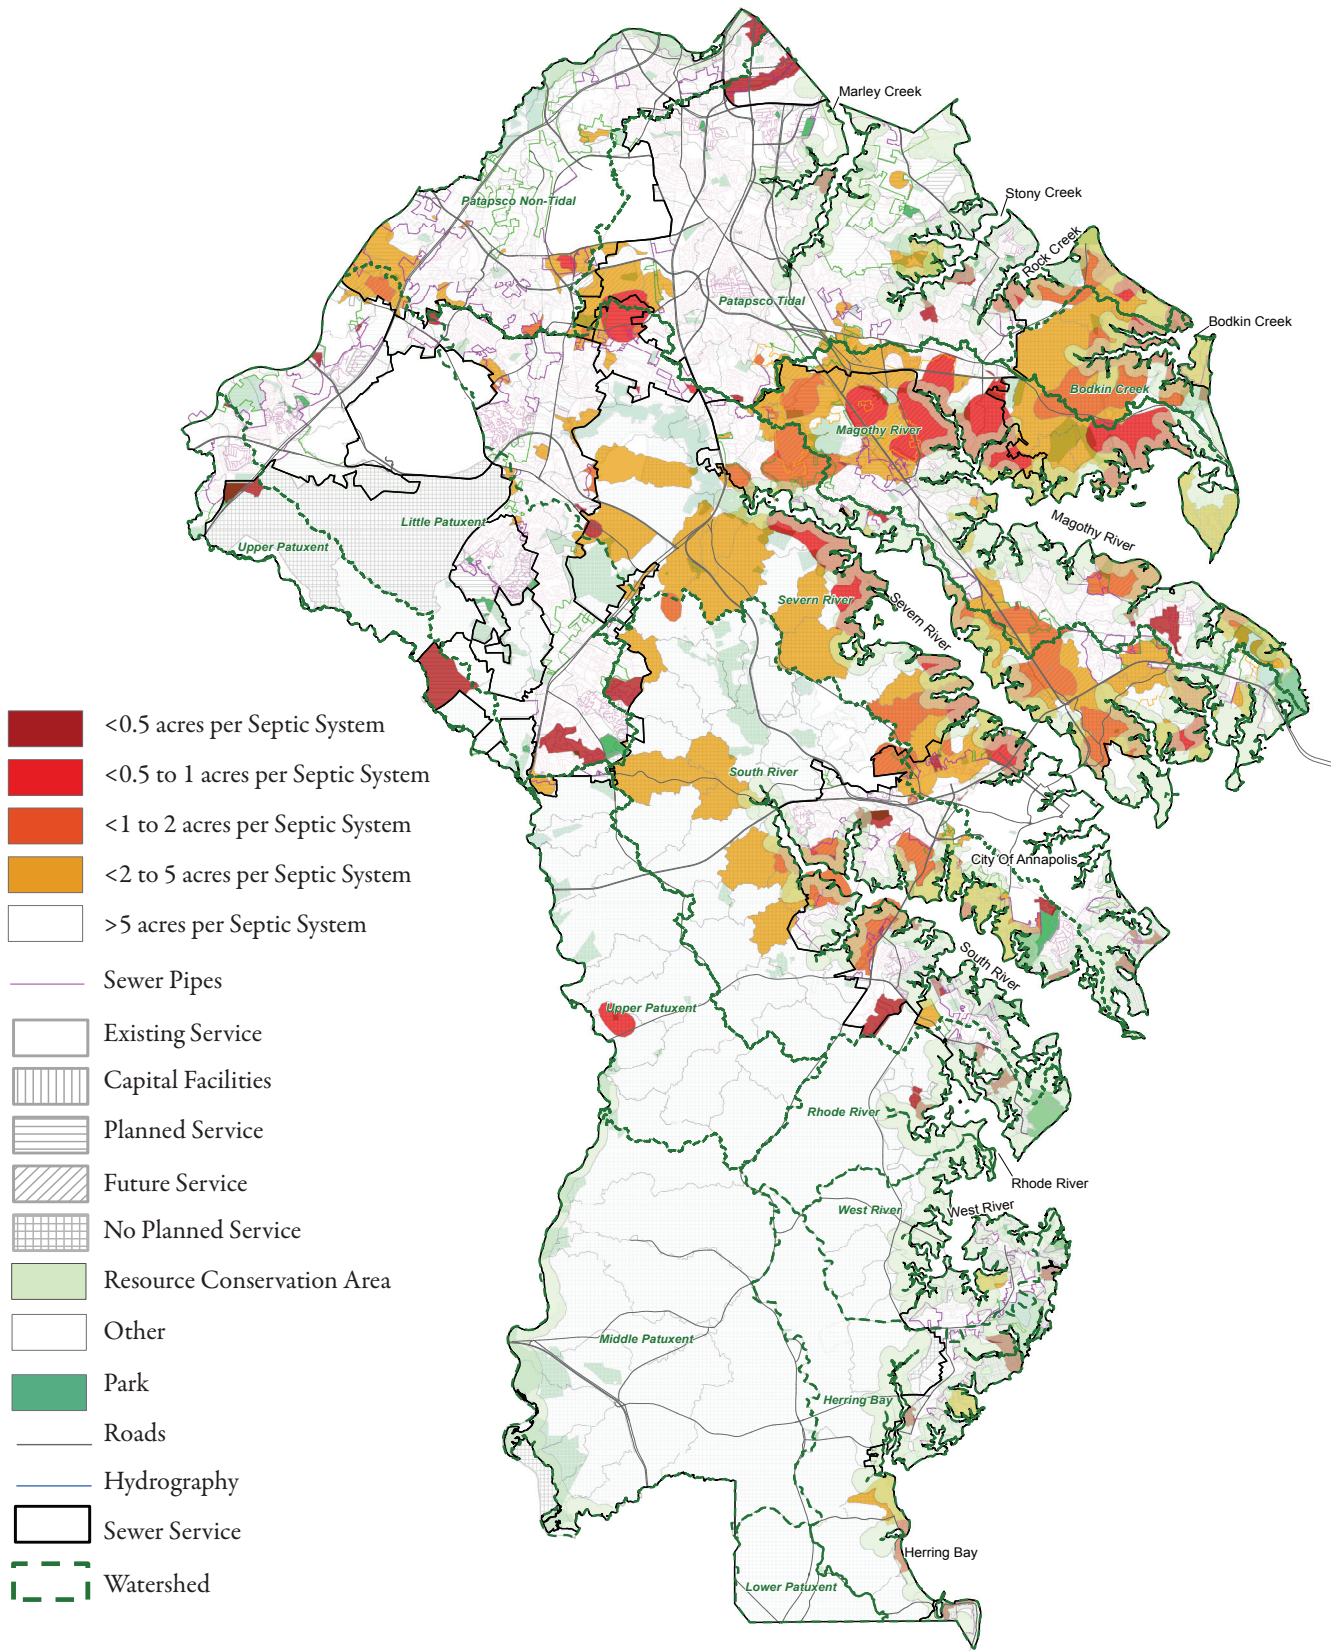 Marley Creek
Stony Creek
Patapsco Non-Tidal
Rock Creek
Patapsco Tidal
Bodkin Creek
Bodkin Creek
Magothy River
Magothy River
Little Patuxent
Upper Patuxent
Severn River
Severn River
<0.5 acres per Septic System
<0.5 to 1 acres per Septic System
<1 to 2 acres per Septic System
<2 to 5 acres per Septic System
>5 acres per Septic System
Sewer Pipes
Existing Service
Capital Facilities
Planned Service
Future Service
No Planned Service
Resource Conservation Area
Other
Park
Roads
Hydrography
Sewer Service
Watershed
South River
City Of Annapolis
South River
Upper Patuxent
Rhode River
Rhode River
West River
West River
Middle Patuxent
Herring Bay
Herring Bay
Lower Patuxent